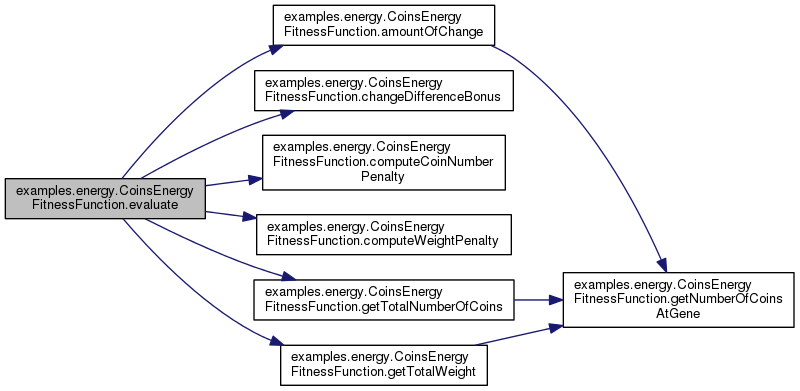 examples.energy.CoinsEnergy
FitnessFunction.evaluate
examples.energy.CoinsEnergy
FitnessFunction.amountOfChange
examples.energy.CoinsEnergy
FitnessFunction.changeDifferenceBonus
examples.energy.CoinsEnergy
FitnessFunction.computeCoinNumber
Penalty
examples.energy.CoinsEnergy
FitnessFunction.computeWeightPenalty
examples.energy.CoinsEnergy
FitnessFunction.getTotalNumberOfCoins
examples.energy.CoinsEnergy
FitnessFunction.getTotalWeight
examples.energy.CoinsEnergy
FitnessFunction.getNumberOfCoins
AtGene